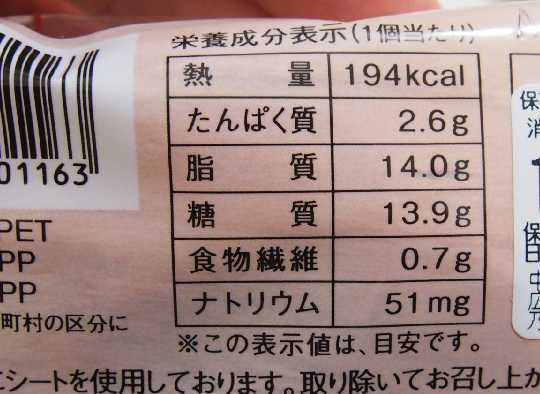 栄養成分表示(1個当たり)
熱量 194kcal
たんぱく質 2.6g
脂質 14.0g
糖質 13.9g
食物繊維 0.7g
ナトリウム 51mg
※この表示値は、目安です。
01163
PET
PP
PP
町村の区分に
シートを使用しております。取り除いてお召し上が
保
消
1
保